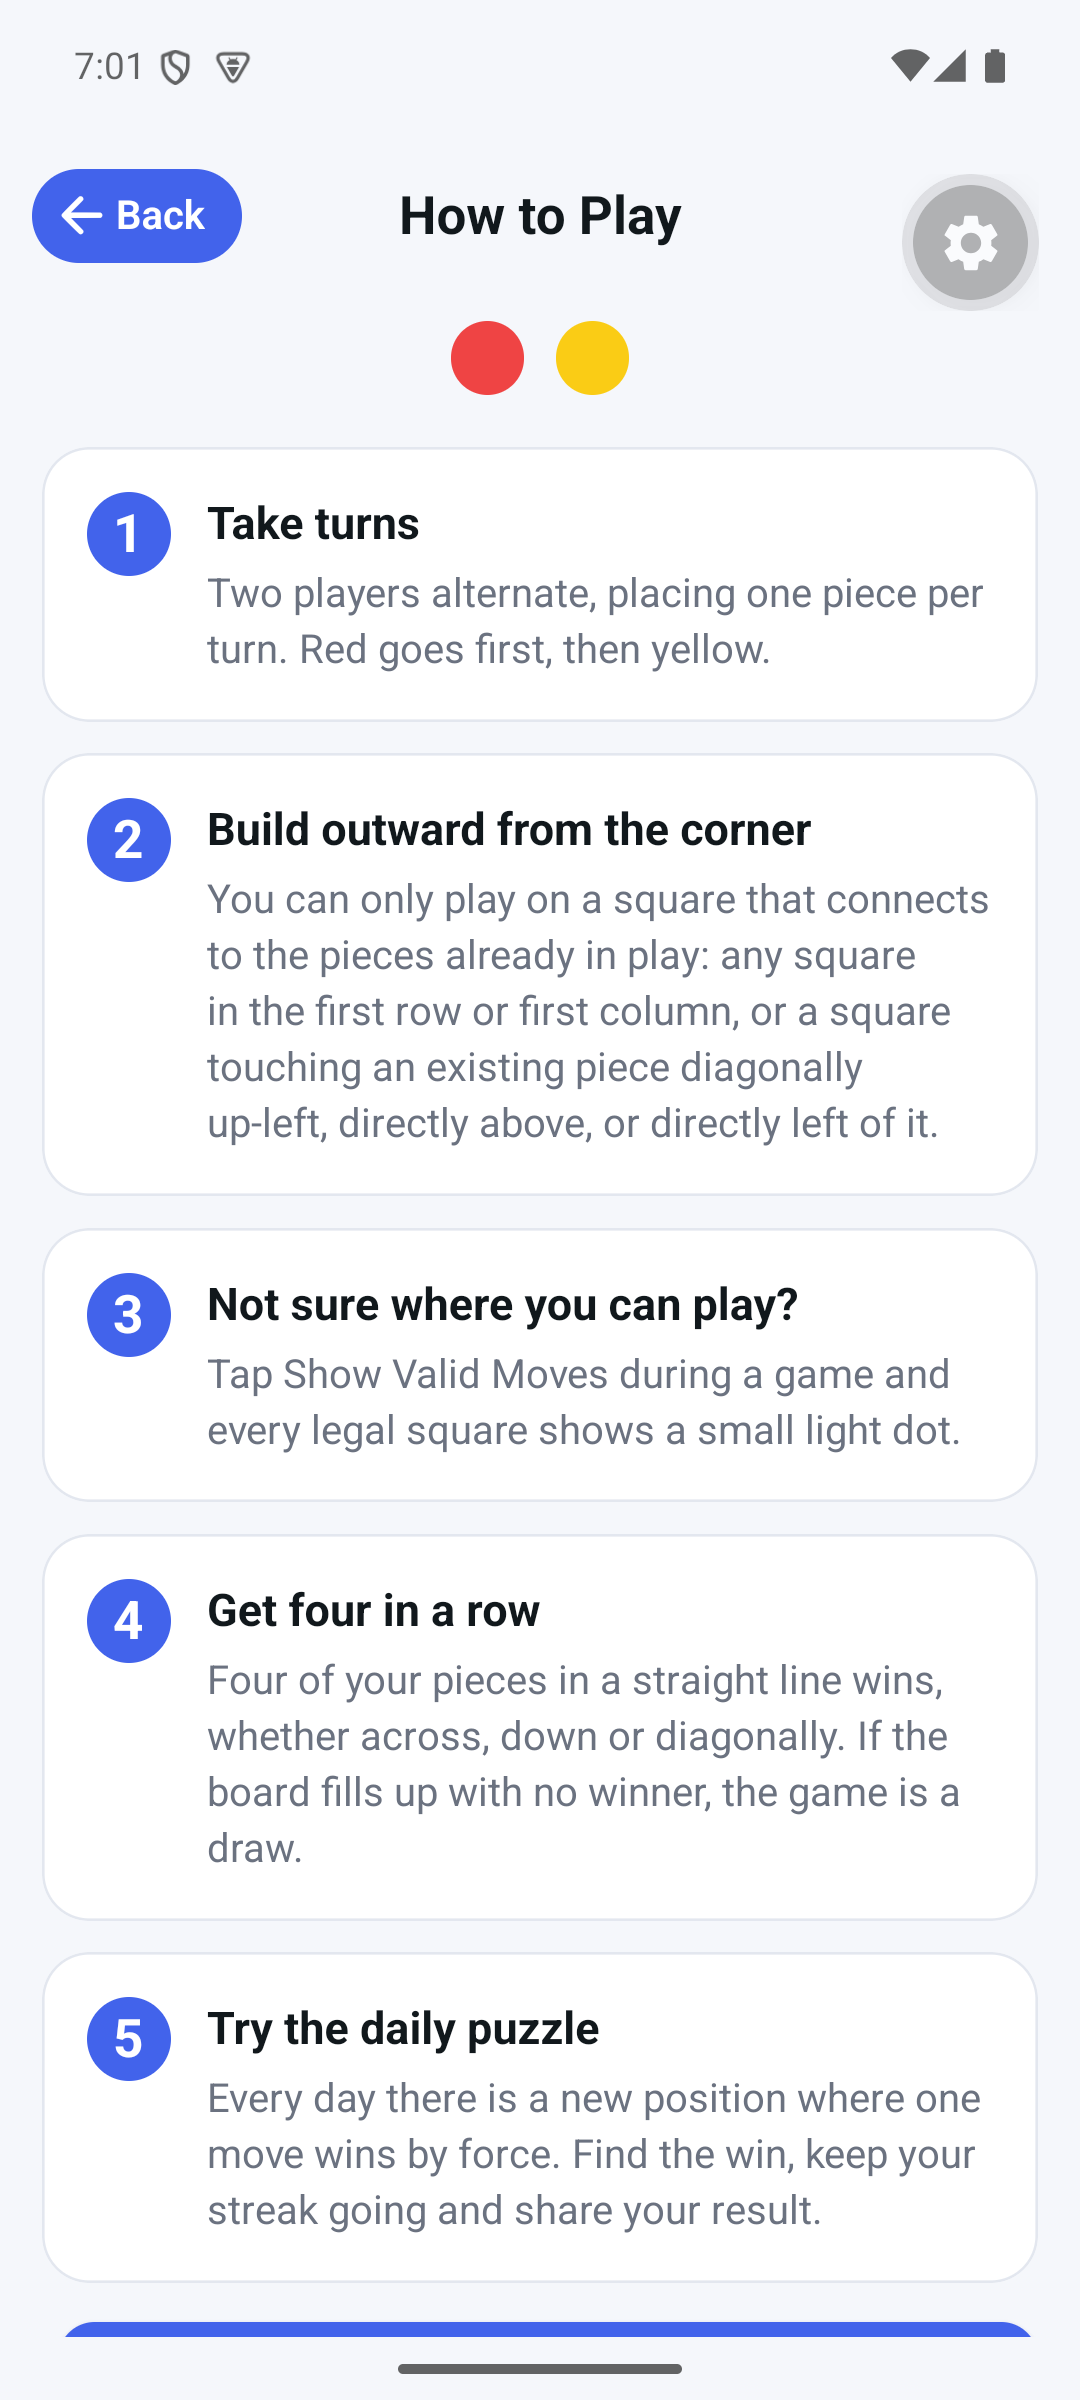 7:01
Back
How to Play
1
Take turns
Two players alternate, placing one piece per
turn. Red goes first, then yellow.
2
Build outward from the corner
You can only play on a square that connects
to the pieces already in play: any square
in the first row or first column, or a square
touching an existing piece diagonally
up-left, directly above, or directly left of it.
3
Not sure where you can play?
Tap Show Valid Moves during a game and
every legal square shows a small light dot.
4
Get four in a row
Four of your pieces in a straight line wins,
whether across, down or diagonally. If the
board fills up with no winner, the game is a
draw.
5
Try the daily puzzle
Every day there is a new position where one
move wins by force. Find the win, keep your
streak going and share your result.